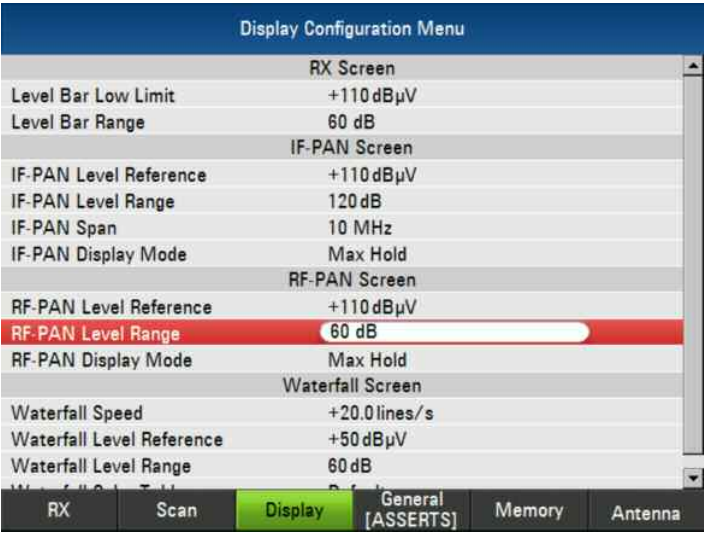 Display Configuration Menu
RX Screen
Level Bar Low Limit +110 dBµV
Level Bar Range 60 dB
IF-PAN Screen
IF-PAN Level Reference +110 dBµV
IF-PAN Level Range 120 dB
IF-PAN Span 10 MHz
IF-PAN Display Mode Max Hold
RF-PAN Screen
RF-PAN Level Reference +110 dBµV
RF-PAN Level Range 60 dB
RF-PAN Display Mode Max Hold
Waterfall Screen
Waterfall Speed +20.0 lines/s
Waterfall Level Reference +50 dBµV
Waterfall Level Range 60 dB
RX Scan Display General [ASSERTS] Memory Antenna